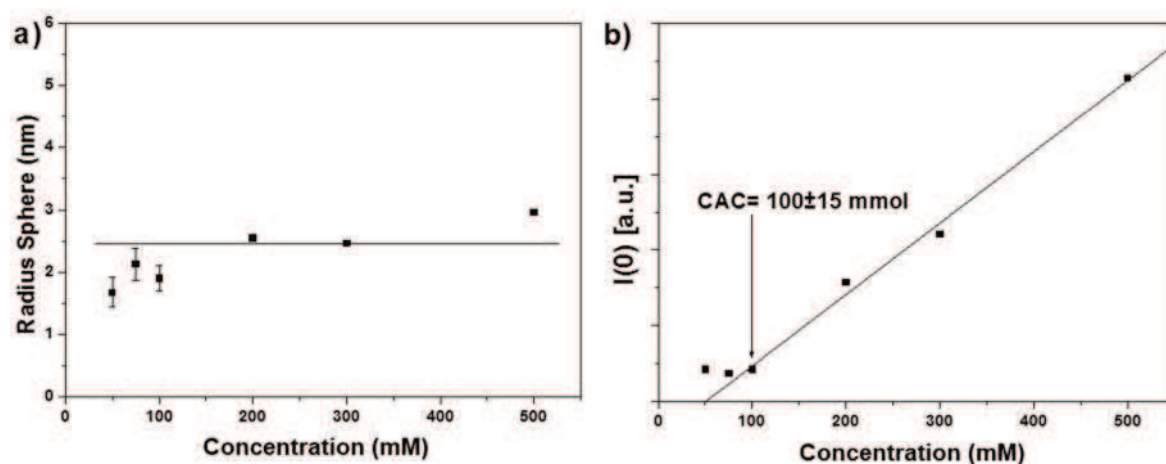 a)
Radius Sphere (nm)
6
5
4
3
2
1
0
0 100 200 300 400 500
Concentration (mM)
b)
I(0) [a.u.]
CAC= 100±15 mmol
0 100 200 300 400 500
Concentration (mM)